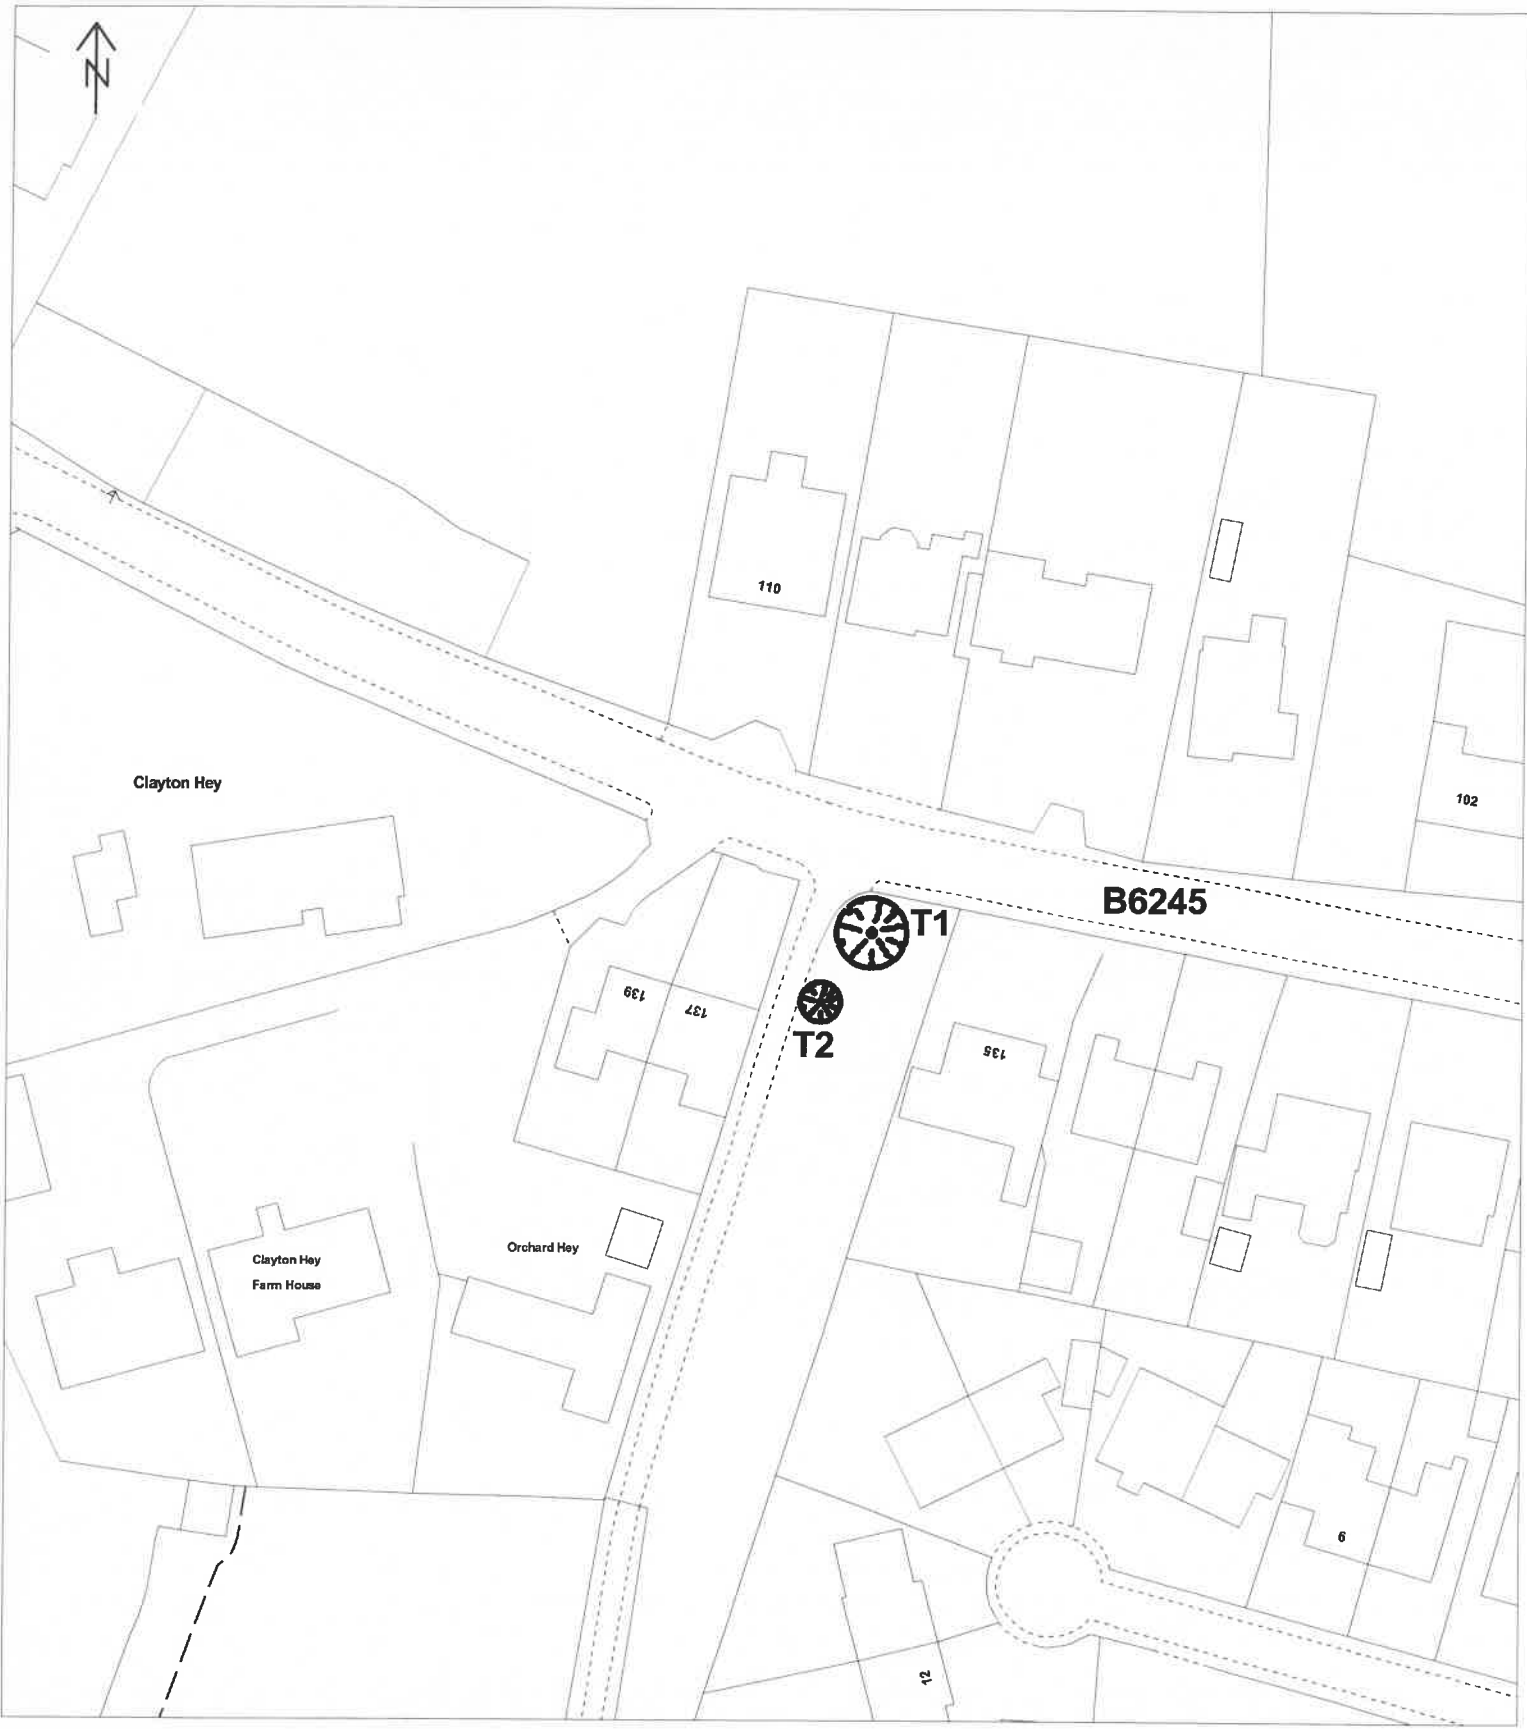 N
110
Clayton Hey
102
B6245
T1
139
137
T2
135
Orchard Hey
Clayton Hey
Farm House
6
12